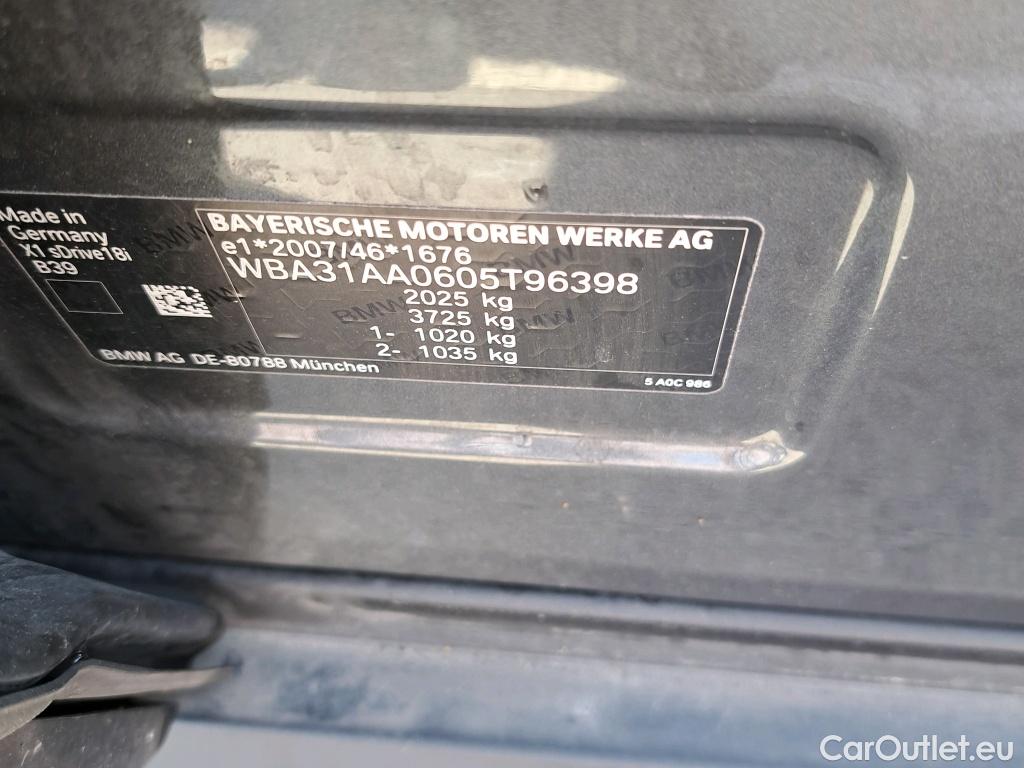 Made in
Germany
X1 sDrive18i
B39
BAYERISCHE MOTOREN WERKE AG
e1*2007/46*1676
WBA31AA0605T96398
2025 kg
3725 kg
1- 1020 kg
2- 1035 kg
BMW AG DE-80788 München
5 A0C 986
CarOutlet.eu